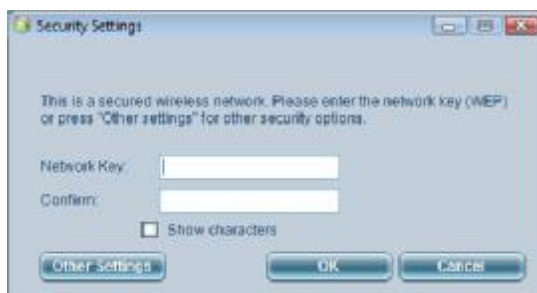 Security Settings
This is a secured wireless network. Please enter the network key (WEP)
or press "Other settings" for other security options.
Network Key:
Confirm:
Show characters
Other Settings OK Cancel